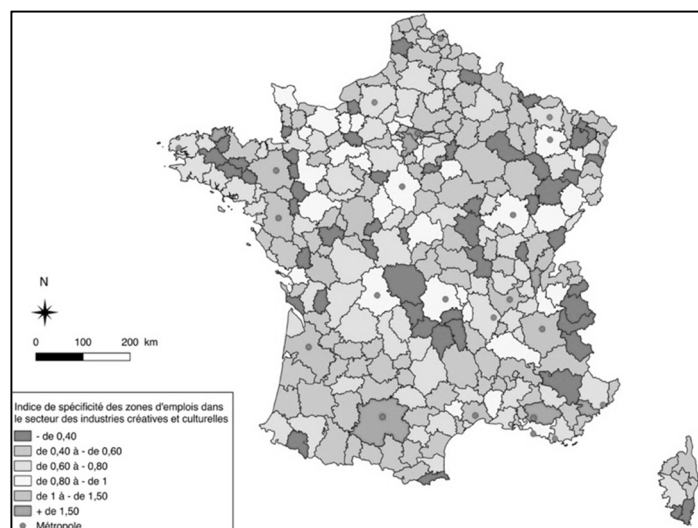 N
0 100 200 km
Indice de spécificité des zones d'emplois dans
le secteur des industries créatives et culturelles
- de 0,40
de 0,40 à - de 0,60
de 0,60 à - 0,80
de 0,80 à - de 1
de 1 à - de 1,50
+ de 1,50
Métropole